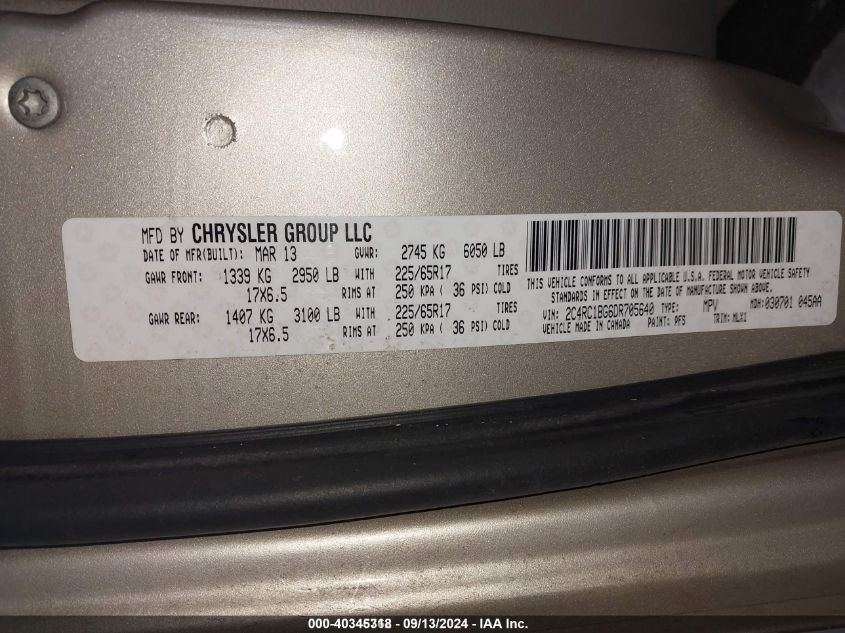 MFD BY CHRYSLER GROUP LLC
DATE OF MFR(BUILT): MAR 13 GVWR: 2745 KG 6050 LB
GAWR FRONT: 1339 KG 2950 LB WITH 225/65R17 TIRES
17X6.5 RIMS AT 250 KPA ( 36 PSI) COLD
GAWR REAR: 1407 KG 3100 LB WITH 225/65R17 TIRES
17X6.5 RIMS AT 250 KPA ( 36 PSI) COLD
THIS VEHICLE CONFORMS TO ALL APPLICABLE U.S.A. FEDERAL MOTOR VEHICLE SAFETY
STANDARDS IN EFFECT ON THE DATE OF MANUFACTURE SHOWN ABOVE.
VIN: 2C4RC1BG6DR705640 TYPE: MPV MDH: 030701 045AA
VEHICLE MADE IN CANADA PAINT: PFS TRIM: MLX1
000-40345318 - 09/13/2024 - IAA Inc.